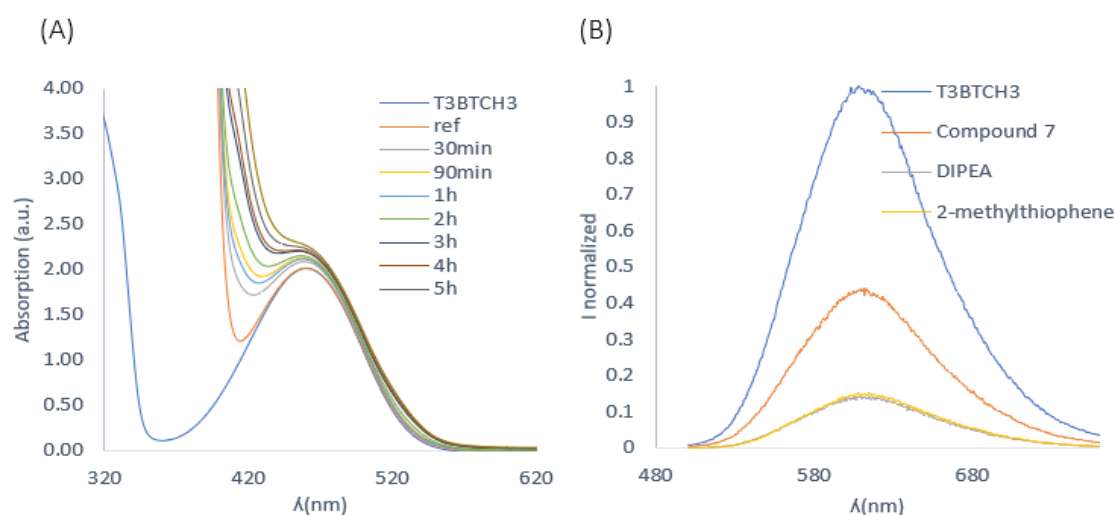 (A)
4.00
3.50
3.00
2.50
2.00
1.50
1.00
0.50
0.00
Absorption (a.u.)
320
420
520
620
ʎ(nm)
T3BTCH3
ref
30min
90min
1h
2h
3h
4h
5h
(B)
1
0.9
0.8
0.7
0.6
0.5
0.4
0.3
0.2
0.1
0
I normalized
480
580
680
ʎ(nm)
T3BTCH3
Compound 7
DIPEA
2-methylthiophene